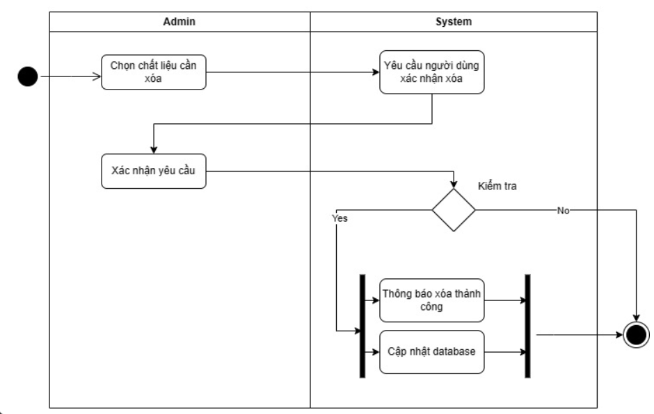 Admin
System
Chọn chất liệu cần
xóa
Yêu cầu người dùng
xác nhận xóa
Xác nhận yêu cầu
Kiểm tra
Yes
No
Thông báo xóa thành
công
Cập nhật database